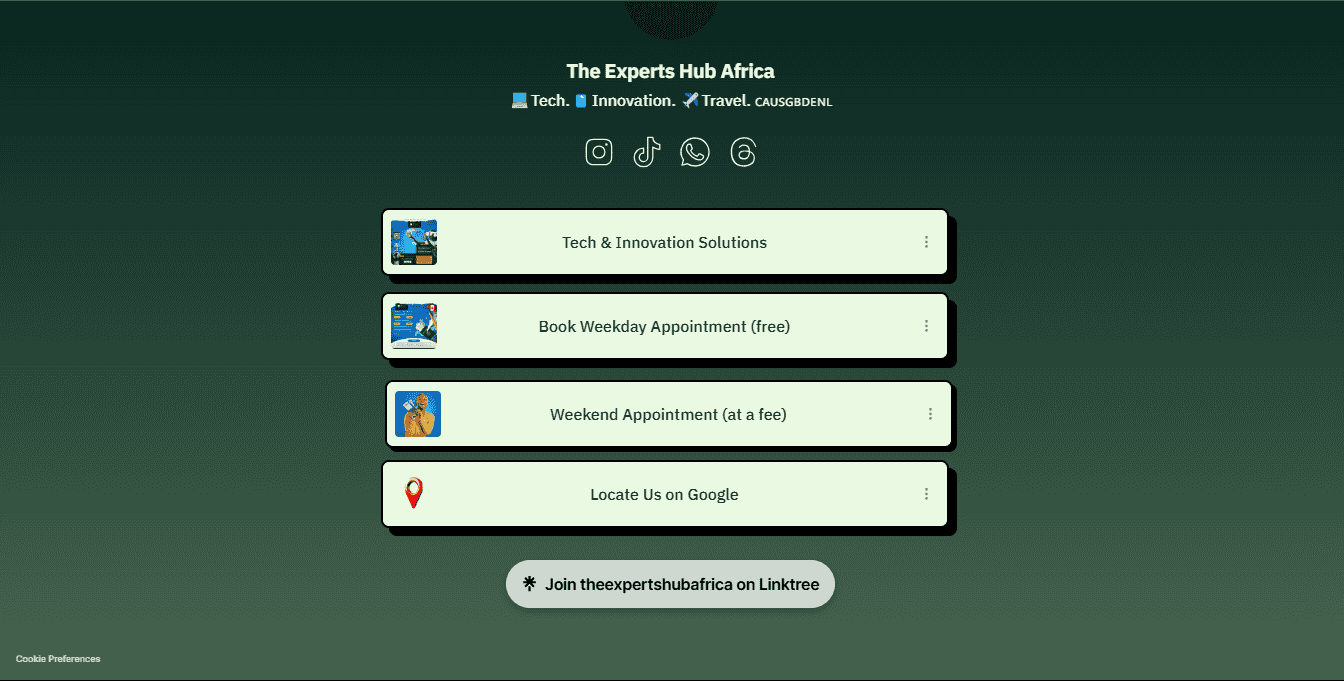 The Experts Hub Africa
💻 Tech. 📱 Innovation. ✈️ Travel. CAUSGBDENL
Tech & Innovation Solutions
Book Weekday Appointment (free)
Weekend Appointment (at a fee)
Locate Us on Google
Join theexpertshubafrica on Linktree
Cookie Preferences